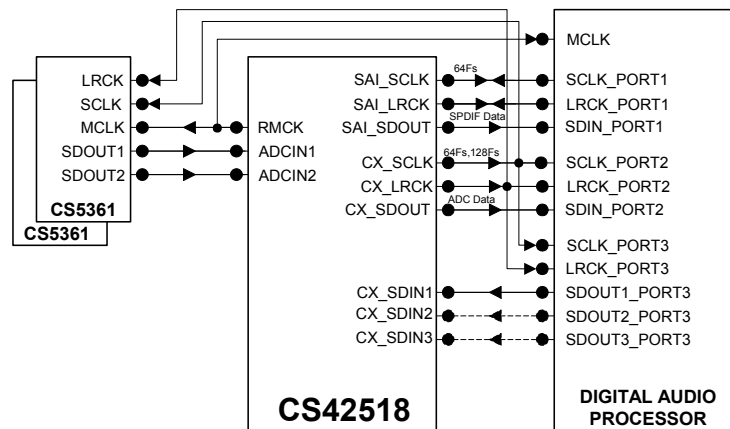 MCLK
LRCK
SCLK
MCLK
SDOUT1
SDOUT2
CS5361
CS5361
RMCK
ADCIN1
ADCIN2
SAI_SCLK
SAI_LRCK
SAI_SDOUT
CX_SCLK
CX_LRCK
CX_SDOUT
CX_SDIN1
CX_SDIN2
CX_SDIN3
CS42518
64Fs
SPDIF Data
64Fs,128Fs
ADC Data
SCLK_PORT1
LRCK_PORT1
SDIN_PORT1
SCLK_PORT2
LRCK_PORT2
SDIN_PORT2
SCLK_PORT3
LRCK_PORT3
SDOUT1_PORT3
SDOUT2_PORT3
SDOUT3_PORT3
DIGITAL AUDIO
PROCESSOR